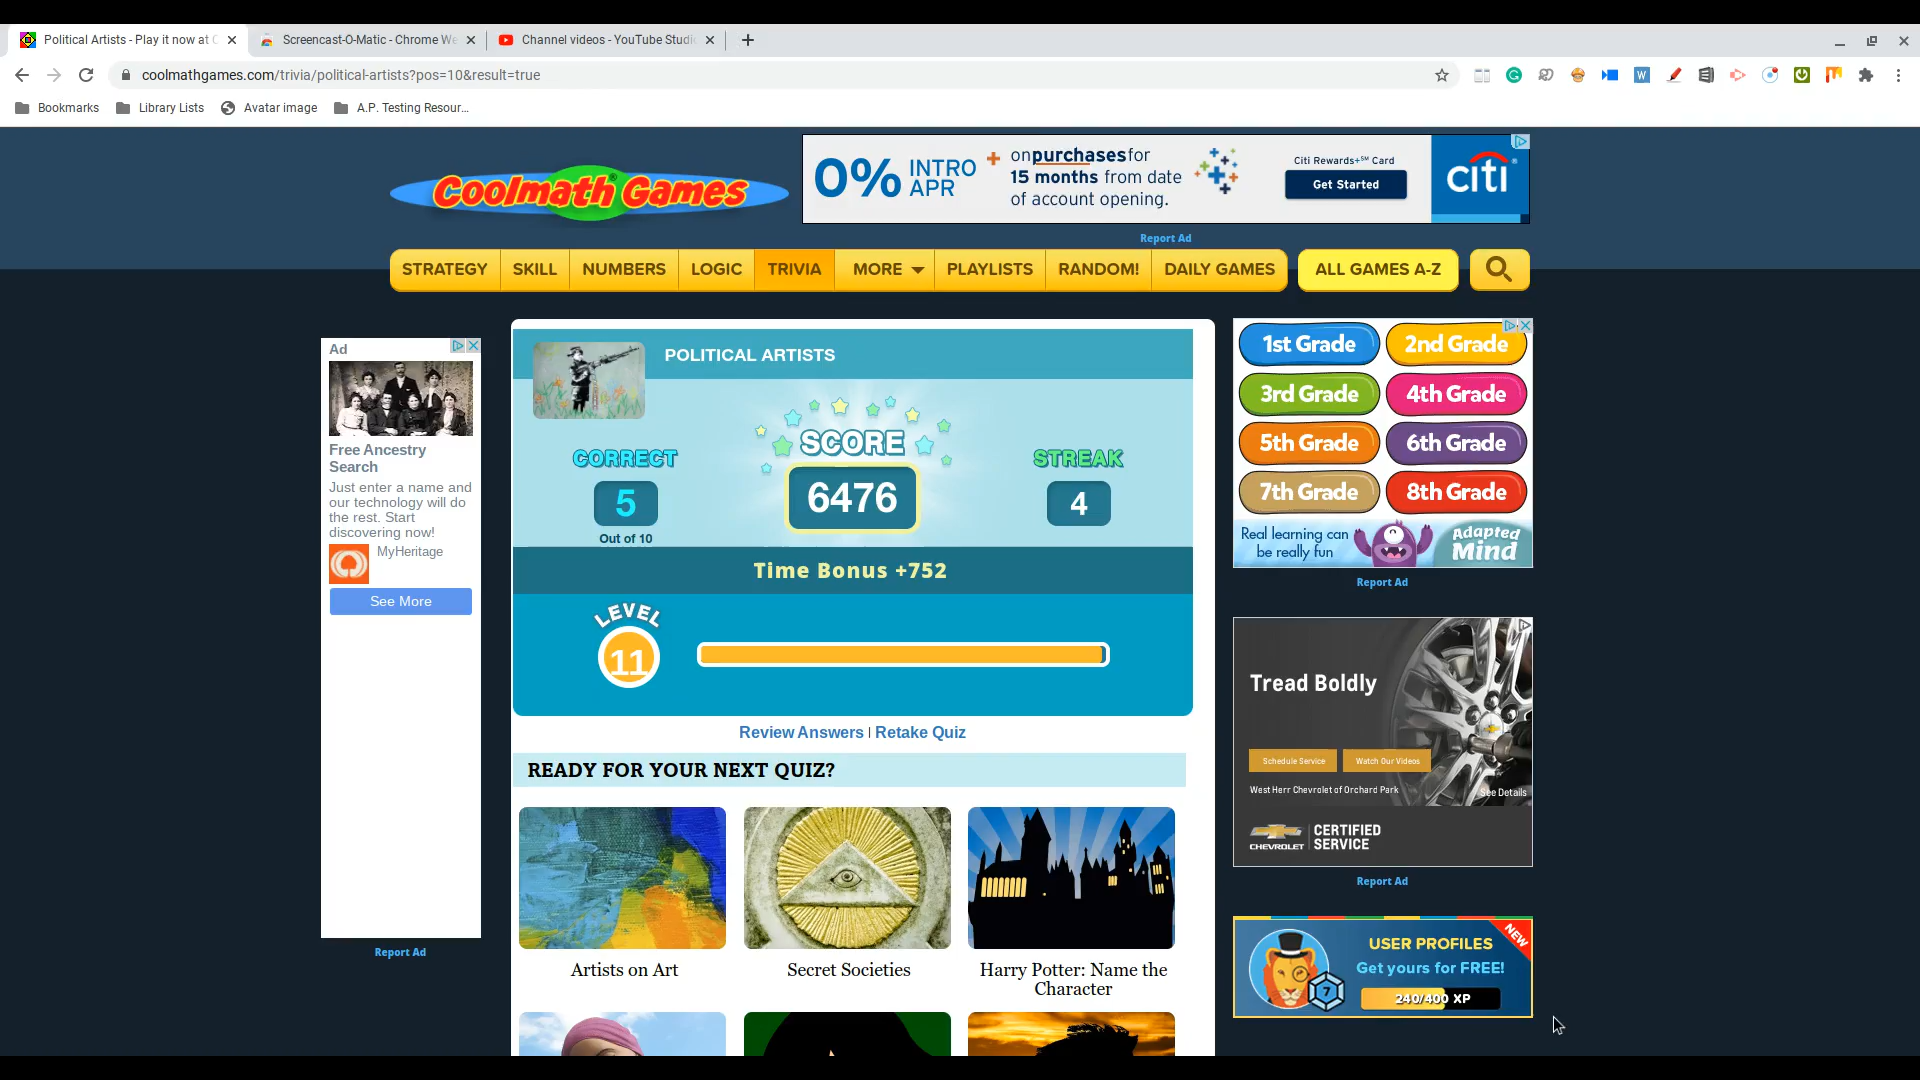 Political Artists - Play it now at C
Screencast-O-Matic - Chrome We
Channel videos - YouTube Studi
coolmathgames.com/trivia/political-artists?pos=10&result=true
Bookmarks
Library Lists
Avatar image
A.P. Testing Resour...
Coolmath Games
0% INTRO APR
on purchases for
15 months from date
of account opening.
Citi Rewards+℠ Card
Get Started
citi
Report Ad
STRATEGY
SKILL
NUMBERS
LOGIC
TRIVIA
MORE
PLAYLISTS
RANDOM!
DAILY GAMES
ALL GAMES A-Z
Ad
Free Ancestry
Search
Just enter a name and
our technology will do
the rest. Start
discovering now!
MyHeritage
See More
Report Ad
POLITICAL ARTISTS
CORRECT
5
Out of 10
SCORE
6476
STREAK
4
Time Bonus +752
LEVEL
11
Review Answers | Retake Quiz
READY FOR YOUR NEXT QUIZ?
Artists on Art
Secret Societies
Harry Potter: Name the
Character
1st Grade
2nd Grade
3rd Grade
4th Grade
5th Grade
6th Grade
7th Grade
8th Grade
Real learning can
be really fun
Adapted
Mind
Report Ad
Tread Boldly
Schedule Service
Watch Our Videos
West Herr Chevrolet of Orchard Park
See Details
CHEVROLET
CERTIFIED
SERVICE
Report Ad
NEW
USER PROFILES
Get yours for FREE!
7
240/400 XP